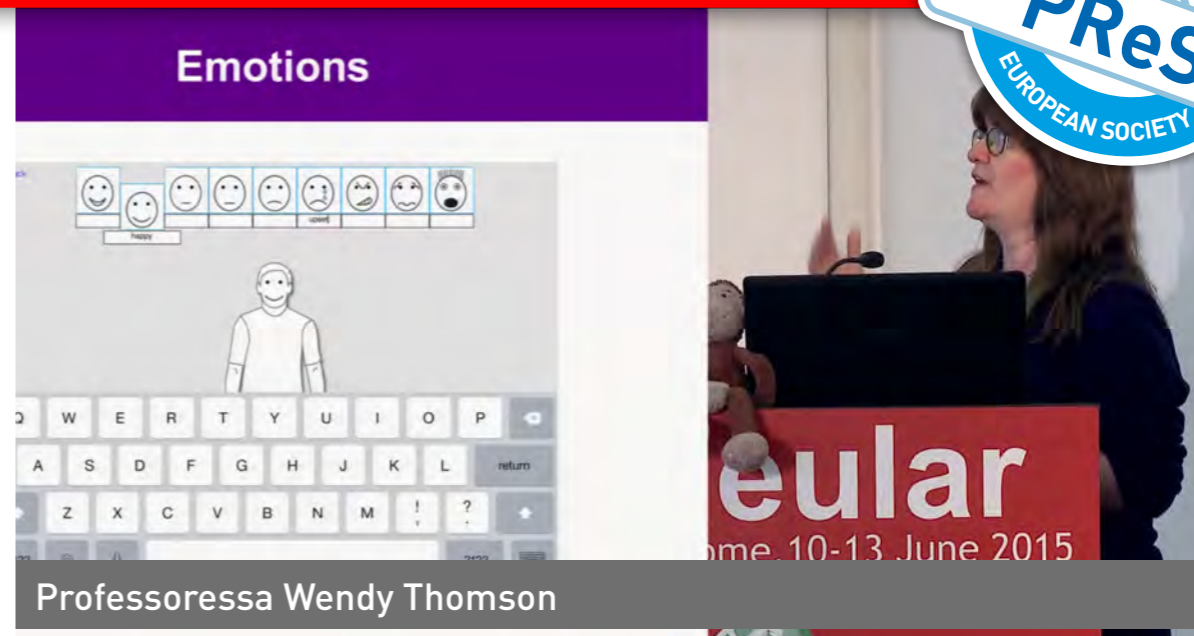 PReS
EUROPEAN SOCIETY
Emotions
upset
happy
W E R T Y U I O P
A S D F G H J K L return
Z X C V B N M ! ?
, .
eular
ome, 10-13 June 2015
Professoressa Wendy Thomson